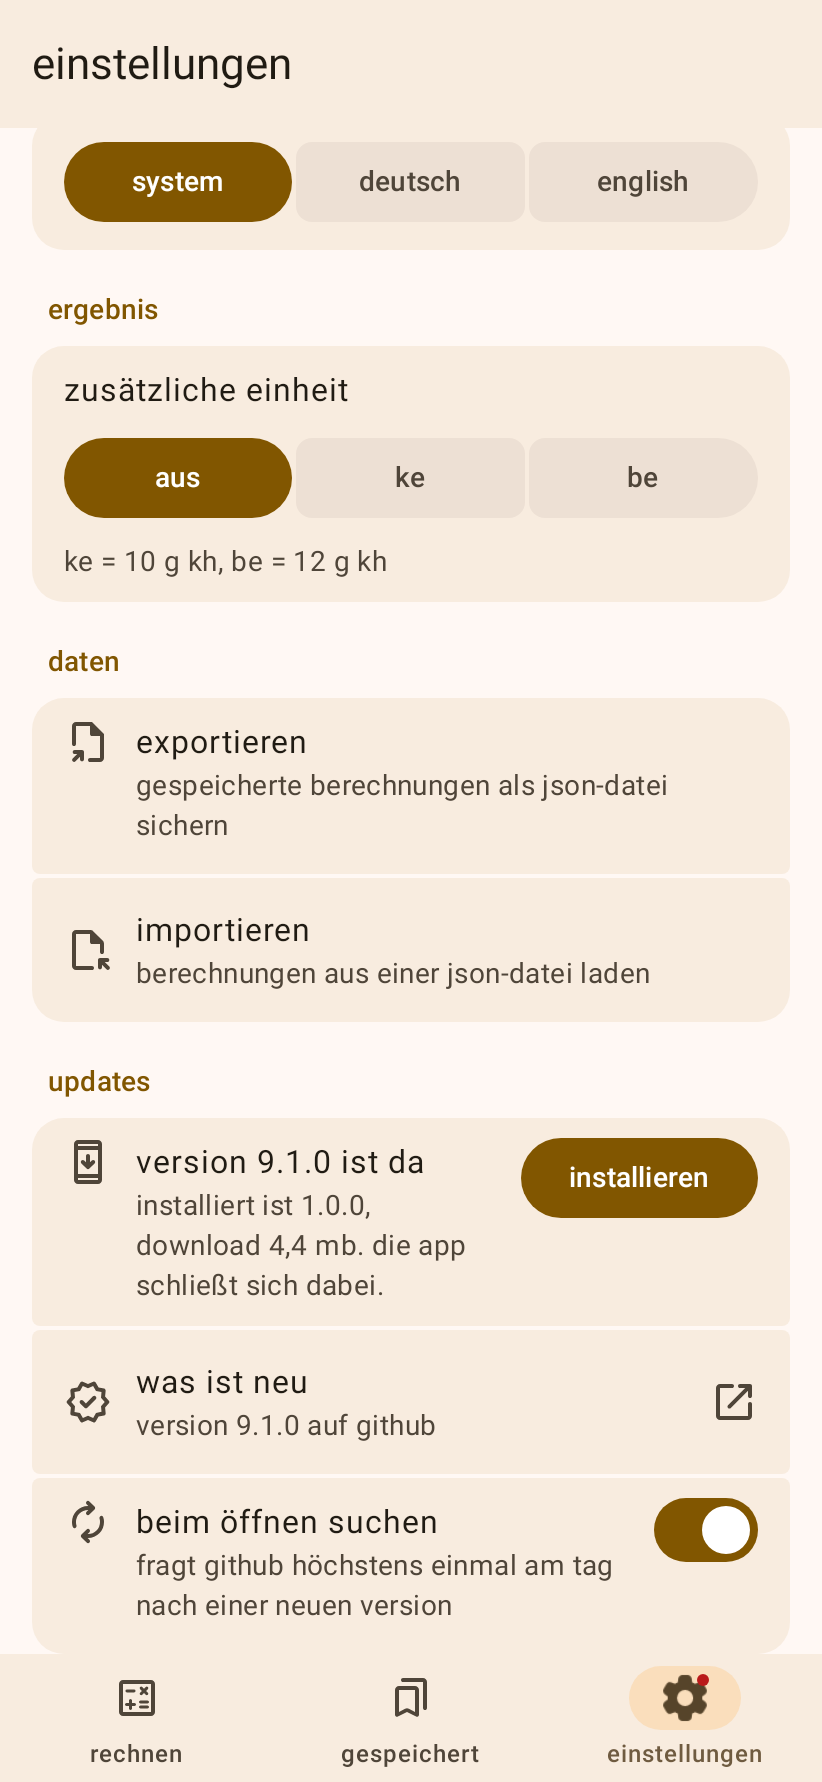 einstellungen
system
deutsch
english
ergebnis
zusätzliche einheit
aus
ke
be
ke = 10 g kh, be = 12 g kh
daten
exportieren
gespeicherte berechnungen als json-datei
sichern
importieren
berechnungen aus einer json-datei laden
updates
version 9.1.0 ist da
installieren
installiert ist 1.0.0,
download 4,4 mb. die app
schließt sich dabei.
was ist neu
version 9.1.0 auf github
beim öffnen suchen
fragt github höchstens einmal am tag
nach einer neuen version
rechnen
gespeichert
einstellungen